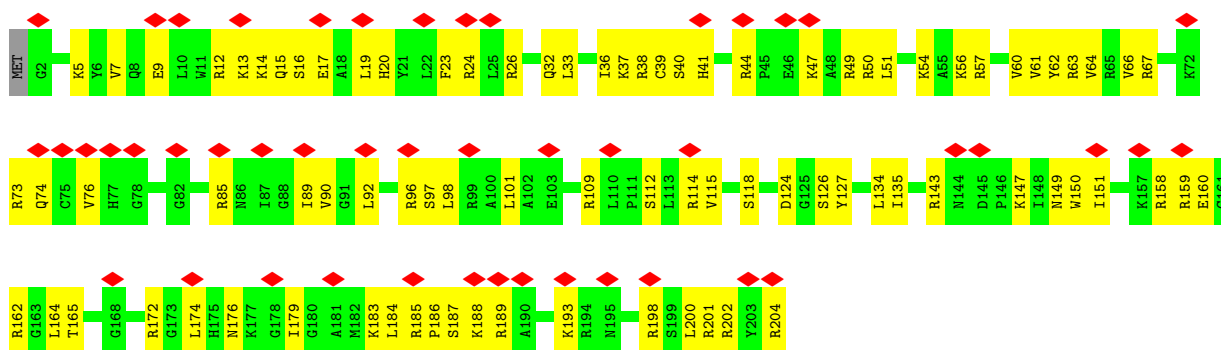 MET G2 K5 Y6 V7 Q8 E9 L10 W11 R12 K13 K14 Q15 S16 E17 A18 L19 H20 Y21 L22 F23 R24 L25 R26 Q32 L33 I36 K37 R38 C39 S40 H41 R44 P45 E46 K47 A48 R49 R50 L51 K54 A55 K56 R57 V60 V61 Y62 R63 V64 R65 V66 R67 K72
R73 Q74 C75 V76 H77 G78 G82 R85 N86 I87 G88 I89 V90 G91 L92 R96 S97 L98 R99 A100 L101 A102 E103 R109 L110 P111 S112 L113 R114 V115 S118 D124 G125 S126 Y127 L134 I135 R143 N144 D145 P146 K147 I148 N149 W150 I151 K157 R158 R159 E160 G161
R162 G163 L164 T165 G168 R172 G173 L174 H175 N176 K177 G178 I179 G180 A181 M182 K183 L184 R185 P186 S187 K188 R189 A190 K193 R194 N195 R198 S199 L200 R201 R202 Y203 R204